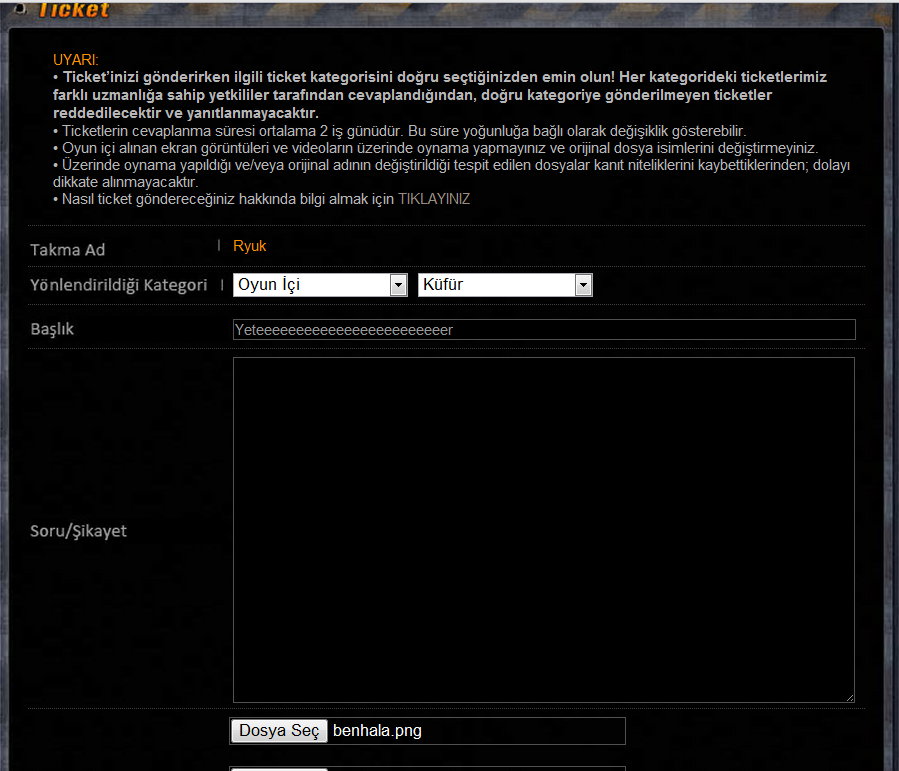 Ticket
UYARI:
• Ticket'inizi gönderirken ilgili ticket kategorisini doğru seçtiğinizden emin olun! Her kategorideki ticketlerimiz
farklı uzmanlığa sahip yetkililer tarafından cevaplandığından, doğru kategoriye gönderilmeyen ticketler
reddedilecektir ve yanıtlanmayacaktır.
• Ticketlerin cevaplanma süresi ortalama 2 iş günüdür. Bu süre yoğunluğa bağlı olarak değişiklik gösterebilir.
• Oyun içi alınan ekran görüntüleri ve videoların üzerinde oynama yapmayınız ve orijinal dosya isimlerini değiştirmeyiniz.
• Üzerinde oynama yapıldığı ve/veya orijinal adının değiştirildiği tespit edilen dosyalar kanıt niteliklerini kaybettiklerinden; dolayı
dikkate alınmayacaktır.
• Nasıl ticket göndereceğiniz hakkında bilgi almak için TIKLAYINIZ
Takma Ad | Ryuk
Yönlendirildiği Kategori | Oyun İçi Küfür
Başlık Yeteeeeeeeeeeeeeeeeeeeeeeeer
Soru/Şikayet
Dosya Seç benhala.png